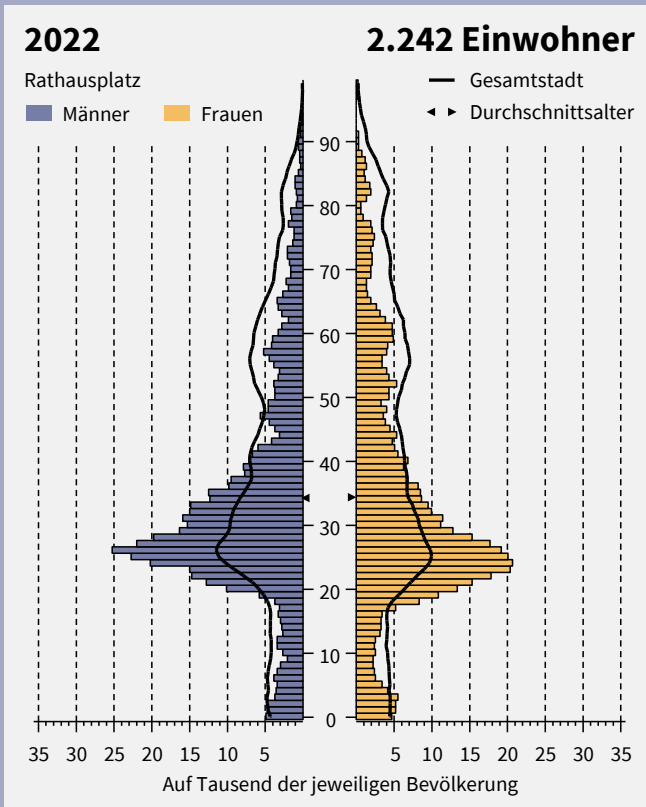 2022
2.242 Einwohner
Rathausplatz
Männer
Frauen
Gesamtstadt
Durchschnittsalter
90
80
70
60
50
40
30
20
10
0
35 30 25 20 15 10 5 5 10 15 20 25 30 35
Auf Tausend der jeweiligen Bevölkerung